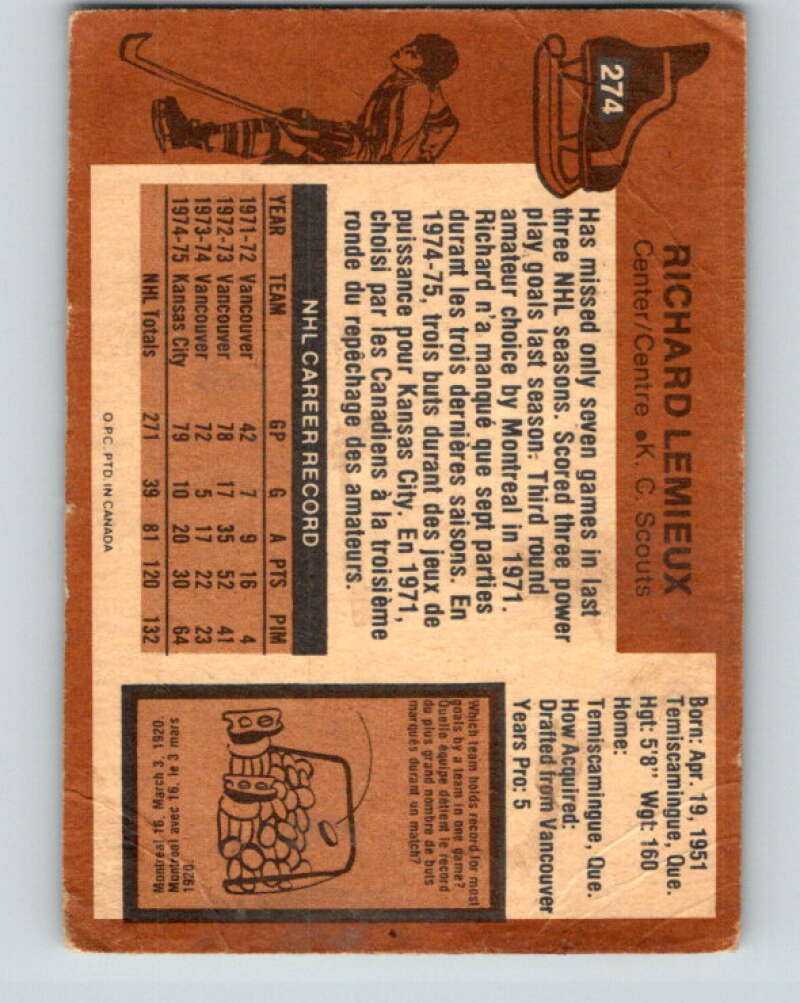 274
RICHARD LEMIEUX
Center/Centre • K. C. Scouts
Born: Apr. 19, 1951
Temiscamingue, Que.
Hgt: 5'8" Wgt: 160
Home:
Temiscamingue, Que.
How Acquired:
Drafted from Vancouver
Years Pro: 5
Has missed only seven games in last
three NHL seasons. Scored three power
play goals last season. Third round
amateur choice by Montreal in 1971.
Richard n'a manqué que sept parties
durant les trois dernières saisons. En
1974-75, trois buts durant des jeux de
puissance pour Kansas City. En 1971,
choisi par les Canadiens à la troisième
ronde du repêchage des amateurs.
NHL CAREER RECORD
YEAR TEAM GP G A PTS PIM
1971-72 Vancouver 42 7 9 16 4
1972-73 Vancouver 78 17 35 52 41
1973-74 Vancouver 72 5 17 22 23
1974-75 Kansas City 79 10 20 30 64
NHL Totals 271 39 81 120 132
O.P.C. PTD. IN CANADA
Which team holds record for most
goals by a team in one game?
Quelle équipe détient le record
du plus grand nombre de buts
marqués durant un match?
Montréal avec 16, le 3 mars
1920.
Montreal 16, March 3, 1920.